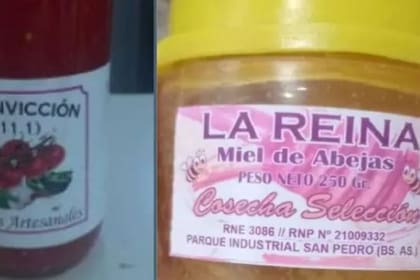 NVICCIÓN
11.1)
s Artesanales
LA REINA
Miel de Abejas
PESO NETO 250 Gr.
Cosecha Selección
RNE 3086 // RNP Nº 21009332
PARQUE INDUSTRIAL SAN PEDRO (BS. AS.)